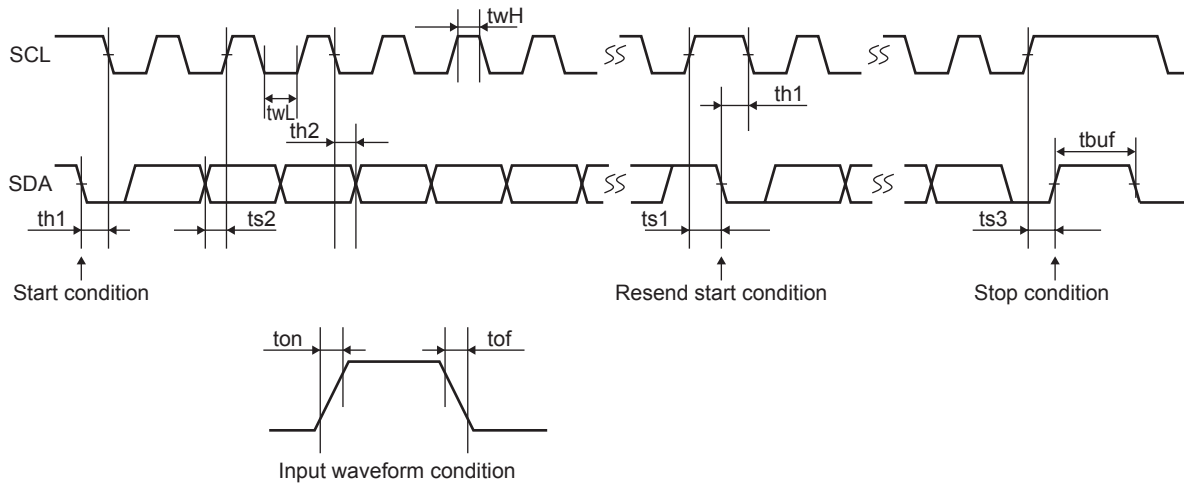 twH
SCL
twL
th1
th2
tbuf
SDA
th1
ts2
ts1
ts3
Start condition
Resend start condition
Stop condition
ton
tof
Input waveform condition